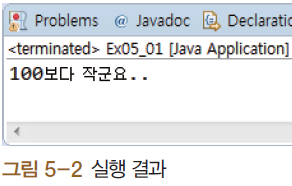 Problems @ Javadoc Declaratio
<terminated> Ex05_01 [Java Application]
100보다 작군요..
그림 5-2 실행 결과